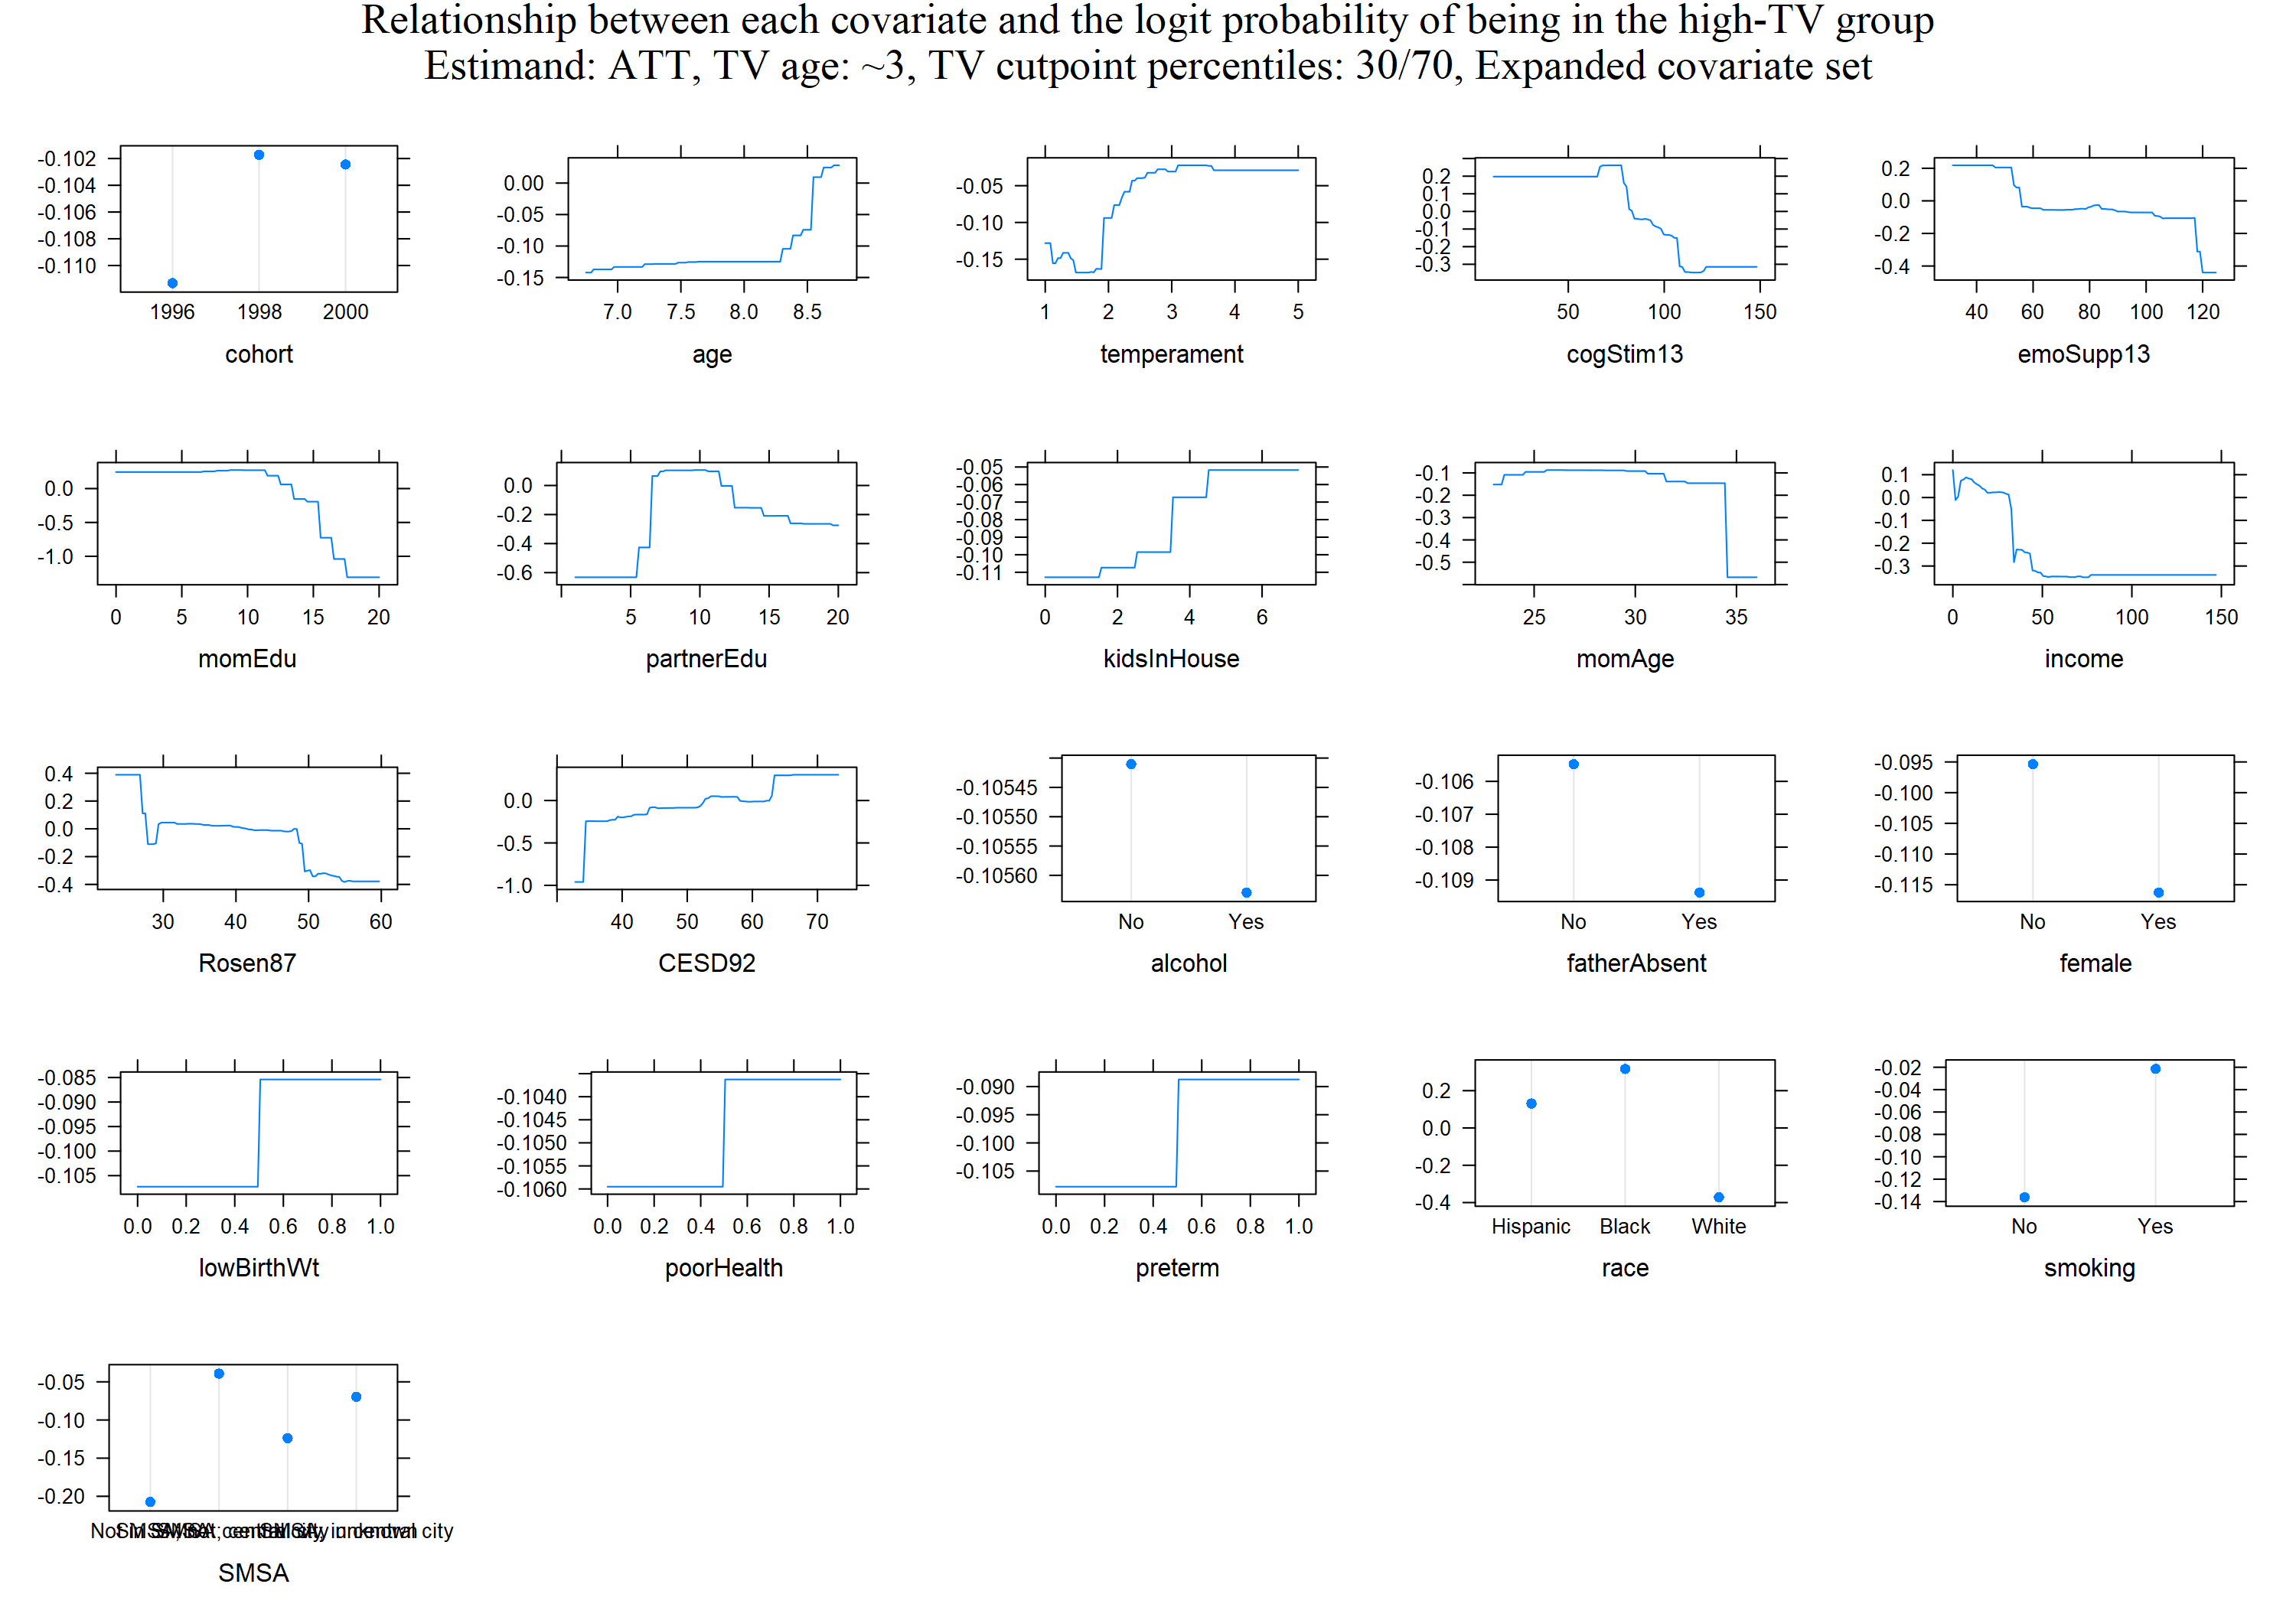 Relationship between each covariate and the logit probability of being in the high-TV group
Estimand: ATT, TV age: ~3, TV cutpoint percentiles: 30/70, Expanded covariate set
-0.102
-0.104
-0.106
-0.108
-0.110
1996 1998 2000
cohort
0.00
-0.05
-0.10
-0.15
7.0 7.5 8.0 8.5
age
-0.05
-0.10
-0.15
1 2 3 4 5
temperament
0.2
0.1
0.0
-0.1
-0.2
-0.3
50 100 150
cogStim13
0.2
0.0
-0.2
-0.4
40 60 80 100 120
emoSupp13
0.0
-0.5
-1.0
0 5 10 15 20
momEdu
0.0
-0.2
-0.4
-0.6
5 10 15 20
partnerEdu
-0.05
-0.06
-0.07
-0.08
-0.09
-0.10
-0.11
0 2 4 6
kidsInHouse
-0.1
-0.2
-0.3
-0.4
-0.5
25 30 35
momAge
0.1
0.0
-0.1
-0.2
-0.3
0 50 100 150
income
0.4
0.2
0.0
-0.2
-0.4
30 40 50 60
Rosen87
0.0
-0.5
-1.0
40 50 60 70
CESD92
-0.10545
-0.10550
-0.10555
-0.10560
No Yes
alcohol
-0.106
-0.107
-0.108
-0.109
No Yes
fatherAbsent
-0.095
-0.100
-0.105
-0.110
-0.115
No Yes
female
-0.085
-0.090
-0.095
-0.100
-0.105
0.0 0.2 0.4 0.6 0.8 1.0
lowBirthWt
-0.1040
-0.1045
-0.1050
-0.1055
-0.1060
0.0 0.2 0.4 0.6 0.8 1.0
poorHealth
-0.090
-0.095
-0.100
-0.105
0.0 0.2 0.4 0.6 0.8 1.0
preterm
0.2
0.0
-0.2
-0.4
Hispanic Black White
race
-0.02
-0.04
-0.06
-0.08
-0.10
-0.12
-0.14
No Yes
smoking
-0.05
-0.10
-0.15
-0.20
city
SMSA